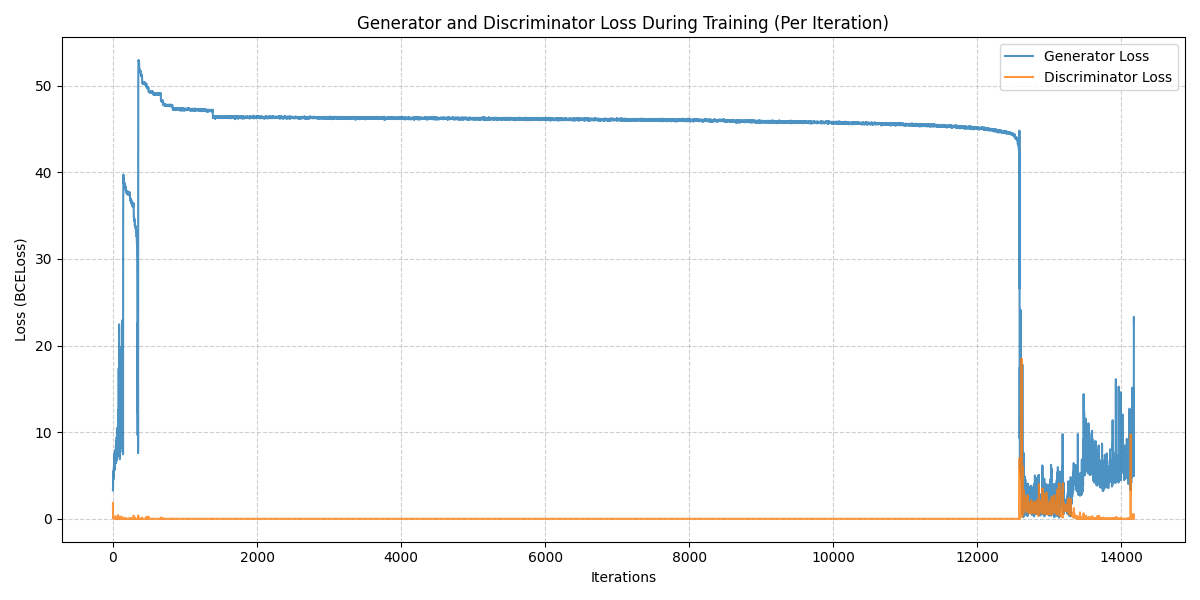 Generator and Discriminator Loss During Training (Per Iteration)
Generator Loss
Discriminator Loss
Loss (BCELoss)
50
40
30
20
10
0
0 2000 4000 6000 8000 10000 12000 14000
Iterations